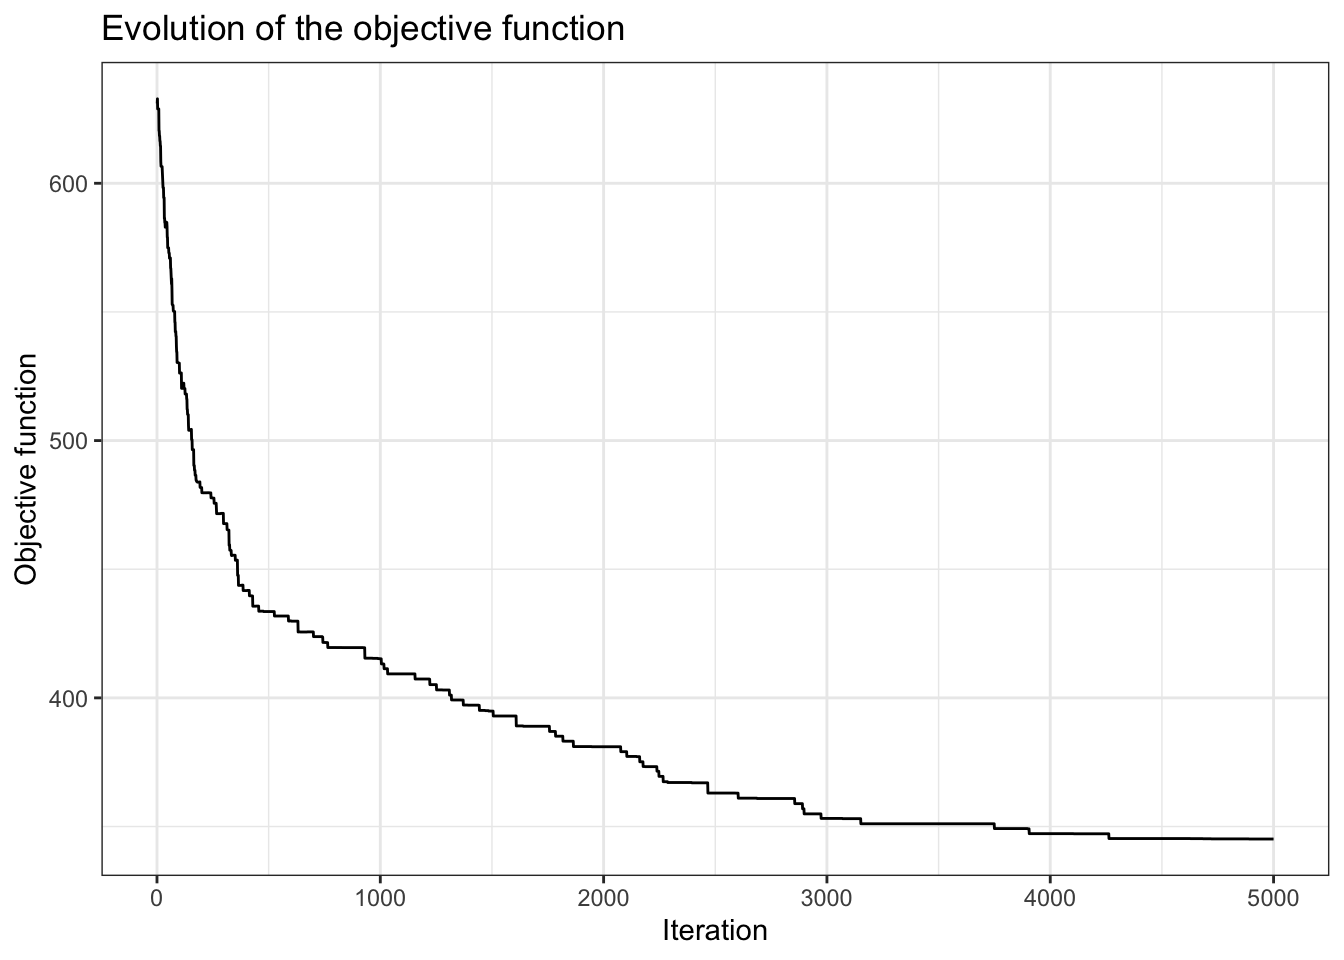 Evolution of the objective function
Objective function
600
500
400
0 1000 2000 3000 4000 5000
Iteration